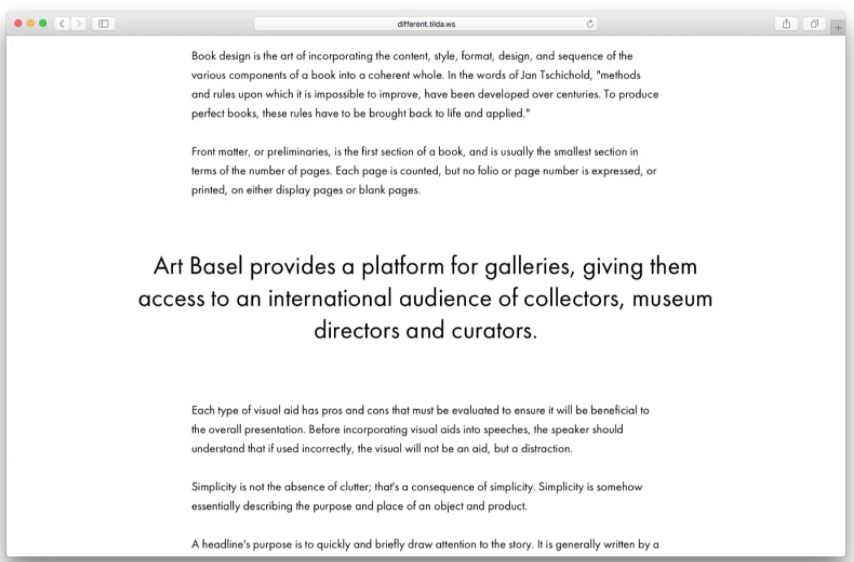 different.tilda.ws
Book design is the art of incorporating the content, style, format, design, and sequence of the
various components of a book into a coherent whole. In the words of Jan Tschichold, "methods
and rules upon which it is impossible to improve, have been developed over centuries. To produce
perfect books, these rules have to be brought back to life and applied."
Front matter, or preliminaries, is the first section of a book, and is usually the smallest section in
terms of the number of pages. Each page is counted, but no folio or page number is expressed, or
printed, on either display pages or blank pages.
Art Basel provides a platform for galleries, giving them
access to an international audience of collectors, museum
directors and curators.
Each type of visual aid has pros and cons that must be evaluated to ensure it will be beneficial to
the overall presentation. Before incorporating visual aids into speeches, the speaker should
understand that if used incorrectly, the visual will not be an aid, but a distraction.
Simplicity is not the absence of clutter; that's a consequence of simplicity. Simplicity is somehow
essentially describing the purpose and place of an object and product.
A headline's purpose is to quickly and briefly draw attention to the story. It is generally written by a